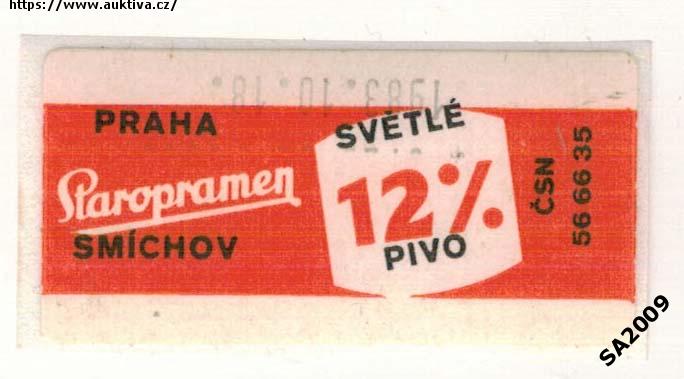 https://www.auktiva.cz/
1983.10.18.
PRAHA
Staropramen
SMÍCHOV
SVĚTLÉ
12%
PIVO
ČSN
56 66 35
SA2009